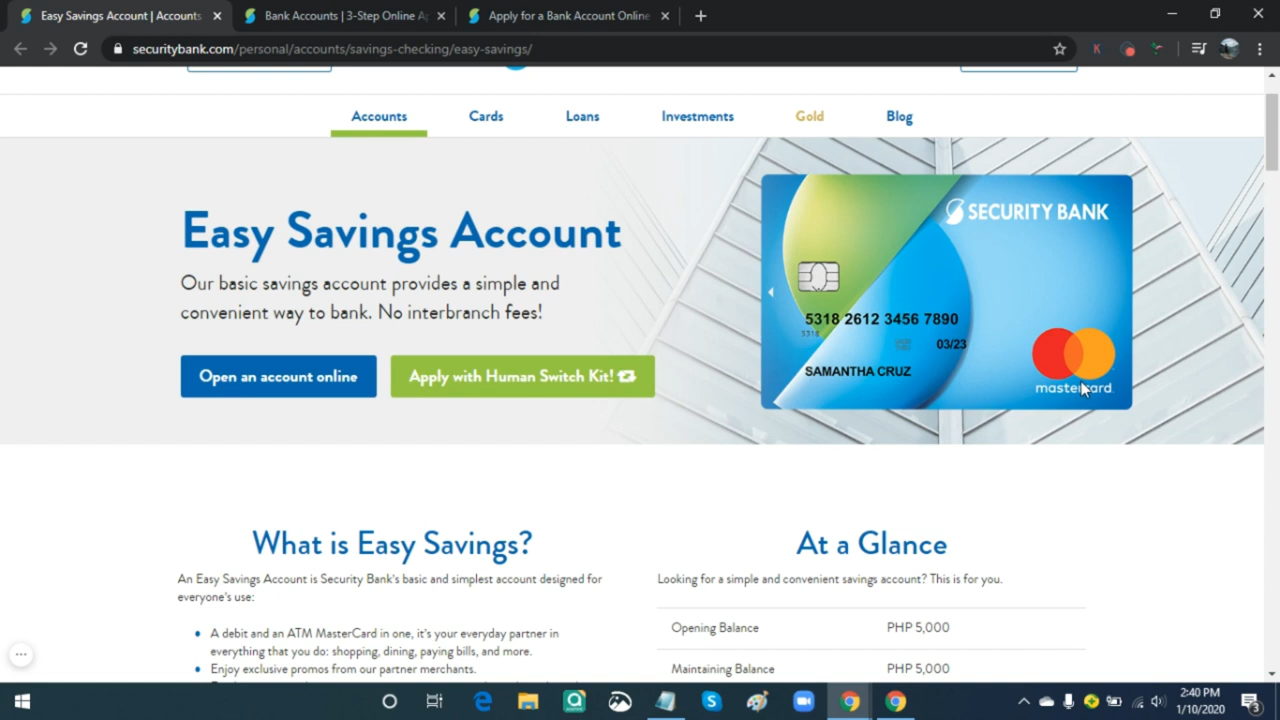 Easy Savings Account | Accounts
Bank Accounts | 3-Step Online Ap
Apply for a Bank Account Online
securitybank.com/personal/accounts/savings-checking/easy-savings/
Accounts
Cards
Loans
Investments
Gold
Blog
Easy Savings Account
Our basic savings account provides a simple and
convenient way to bank. No interbranch fees!
Open an account online
Apply with Human Switch Kit!
SECURITY BANK
5318 2612 3456 7890
5318
03/23
SAMANTHA CRUZ
mastercard
What is Easy Savings?
An Easy Savings Account is Security Bank's basic and simplest account designed for
everyone's use:
• A debit and an ATM MasterCard in one, it's your everyday partner in
everything that you do: shopping, dining, paying bills, and more.
• Enjoy exclusive promos from our partner merchants.
At a Glance
Looking for a simple and convenient savings account? This is for you.
Opening Balance PHP 5,000
Maintaining Balance PHP 5,000
2:40 PM
1/10/2020
3